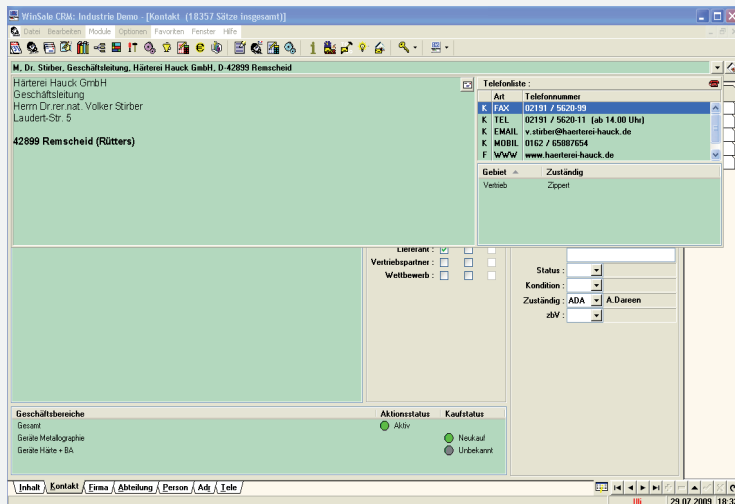 WinSale CRM: Industrie Demo - [Kontakt (18357 Sätze insgesamt)]
Datei Bearbeiten Module Optionen Favoriten Fenster Hilfe
M, Dr. Stirber, Geschäftsleitung, Härterei Hauck GmbH, D-42899 Remscheid
Härterei Hauck GmbH
Geschäftsleitung
Herrn Dr.rer.nat. Volker Stirber
Laudert-Str. 5
42899 Remscheid (Rütters)
Telefonliste :
Art Telefonnummer
K FAX 02191 / 5620-99
K TEL 02191 / 5620-11 (ab 14.00 Uhr)
K EMAIL v.stirber@haerterei-hauck.de
K MOBIL 0162 / 65087654
F WWW www.haerterei-hauck.de
Gebiet Zuständig
Vertrieb Zippert
Lieferant :
Vertriebspartner :
Wettbewerb :
Status :
Kondition :
Zuständig : ADA A.Dareen
zbV :
Geschäftsbereiche Aktionsstatus Kaufstatus
Gesamt Aktiv
Geräte Metallographie Neukauf
Geräte Härte + BA Unbekannt
Inhalt Kontakt Firma Abteilung Person Adr Tele
Ulli 29.07.2009 18:32